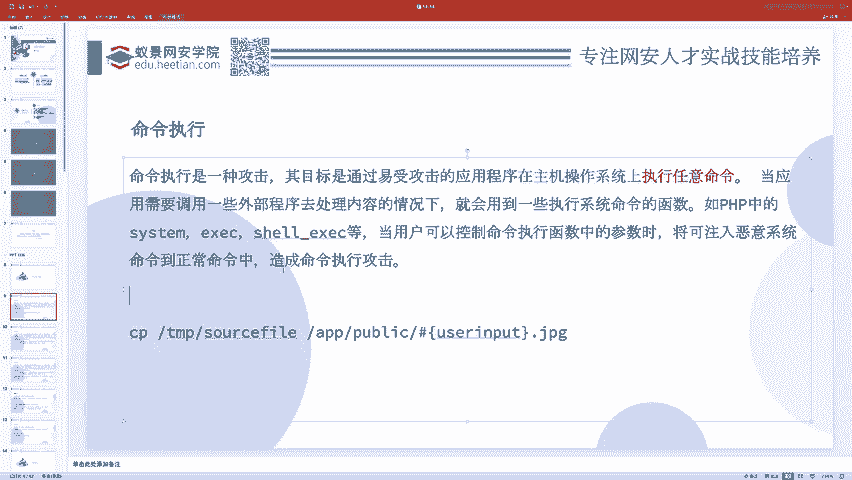 蚁景网安学院
edu.heetian.com
专注网安人才实战技能培养
命令执行
命令执行是一种攻击，其目标是通过易受攻击的应用程序在主机操作系统上执行任意命令。 当应
用需要调用一些外部程序去处理内容的情况下，就会用到一些执行系统命令的函数。如PHP中的
system，exec，shell_exec等，当用户可以控制命令执行函数中的参数时，将可注入恶意系统
命令到正常命令中，造成命令执行攻击。
cp /tmp/sourcefile /app/public/#{userinput}.jpg
单击此处添加备注